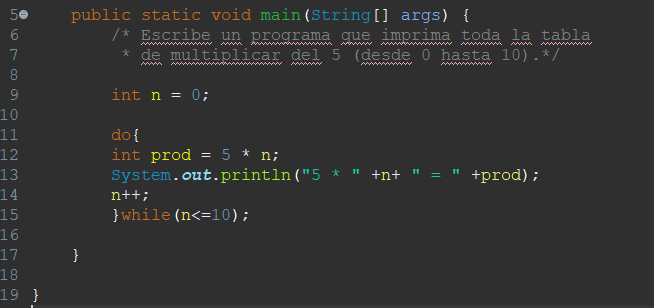 5 public static void main(String[] args) {
6 /* Escribe un programa que imprima toda la tabla
7 * de multiplicar del 5 (desde 0 hasta 10).*/
8
9 int n = 0;
10
11 do{
12 int prod = 5 * n;
13 System.out.println("5 * " +n+ " = " +prod);
14 n++;
15 }while(n<=10);
16
17 }
18
19 }